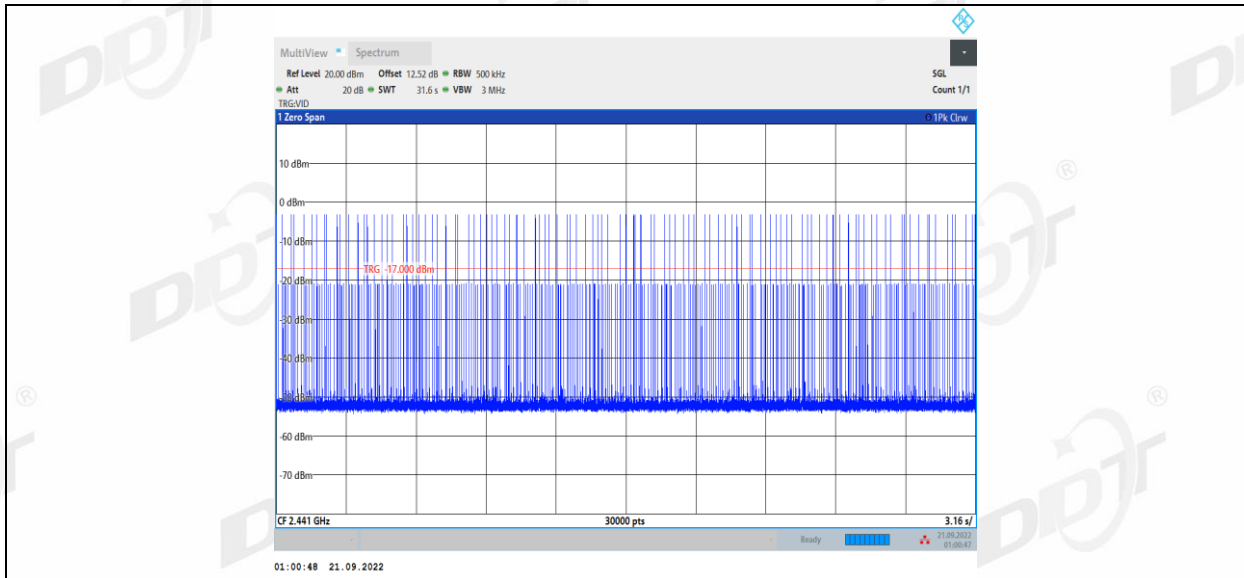 MultiView Spectrum
Ref Level 20.00 dBm Offset 12.52 dB RBW 500 kHz SGL
Att 20 dB SWT 31.6 s VBW 3 MHz Count 1/1
TRG:VID
1 Zero Span 1Pk Clrw
10 dBm
0 dBm
-10 dBm
TRG -17.000 dBm
-20 dBm
-30 dBm
-40 dBm
-60 dBm
-70 dBm
CF 2.441 GHz 30000 pts 3.16 s/
Ready 21.09.2022
01:00:47
01:00:48 21.09.2022
DDT
®